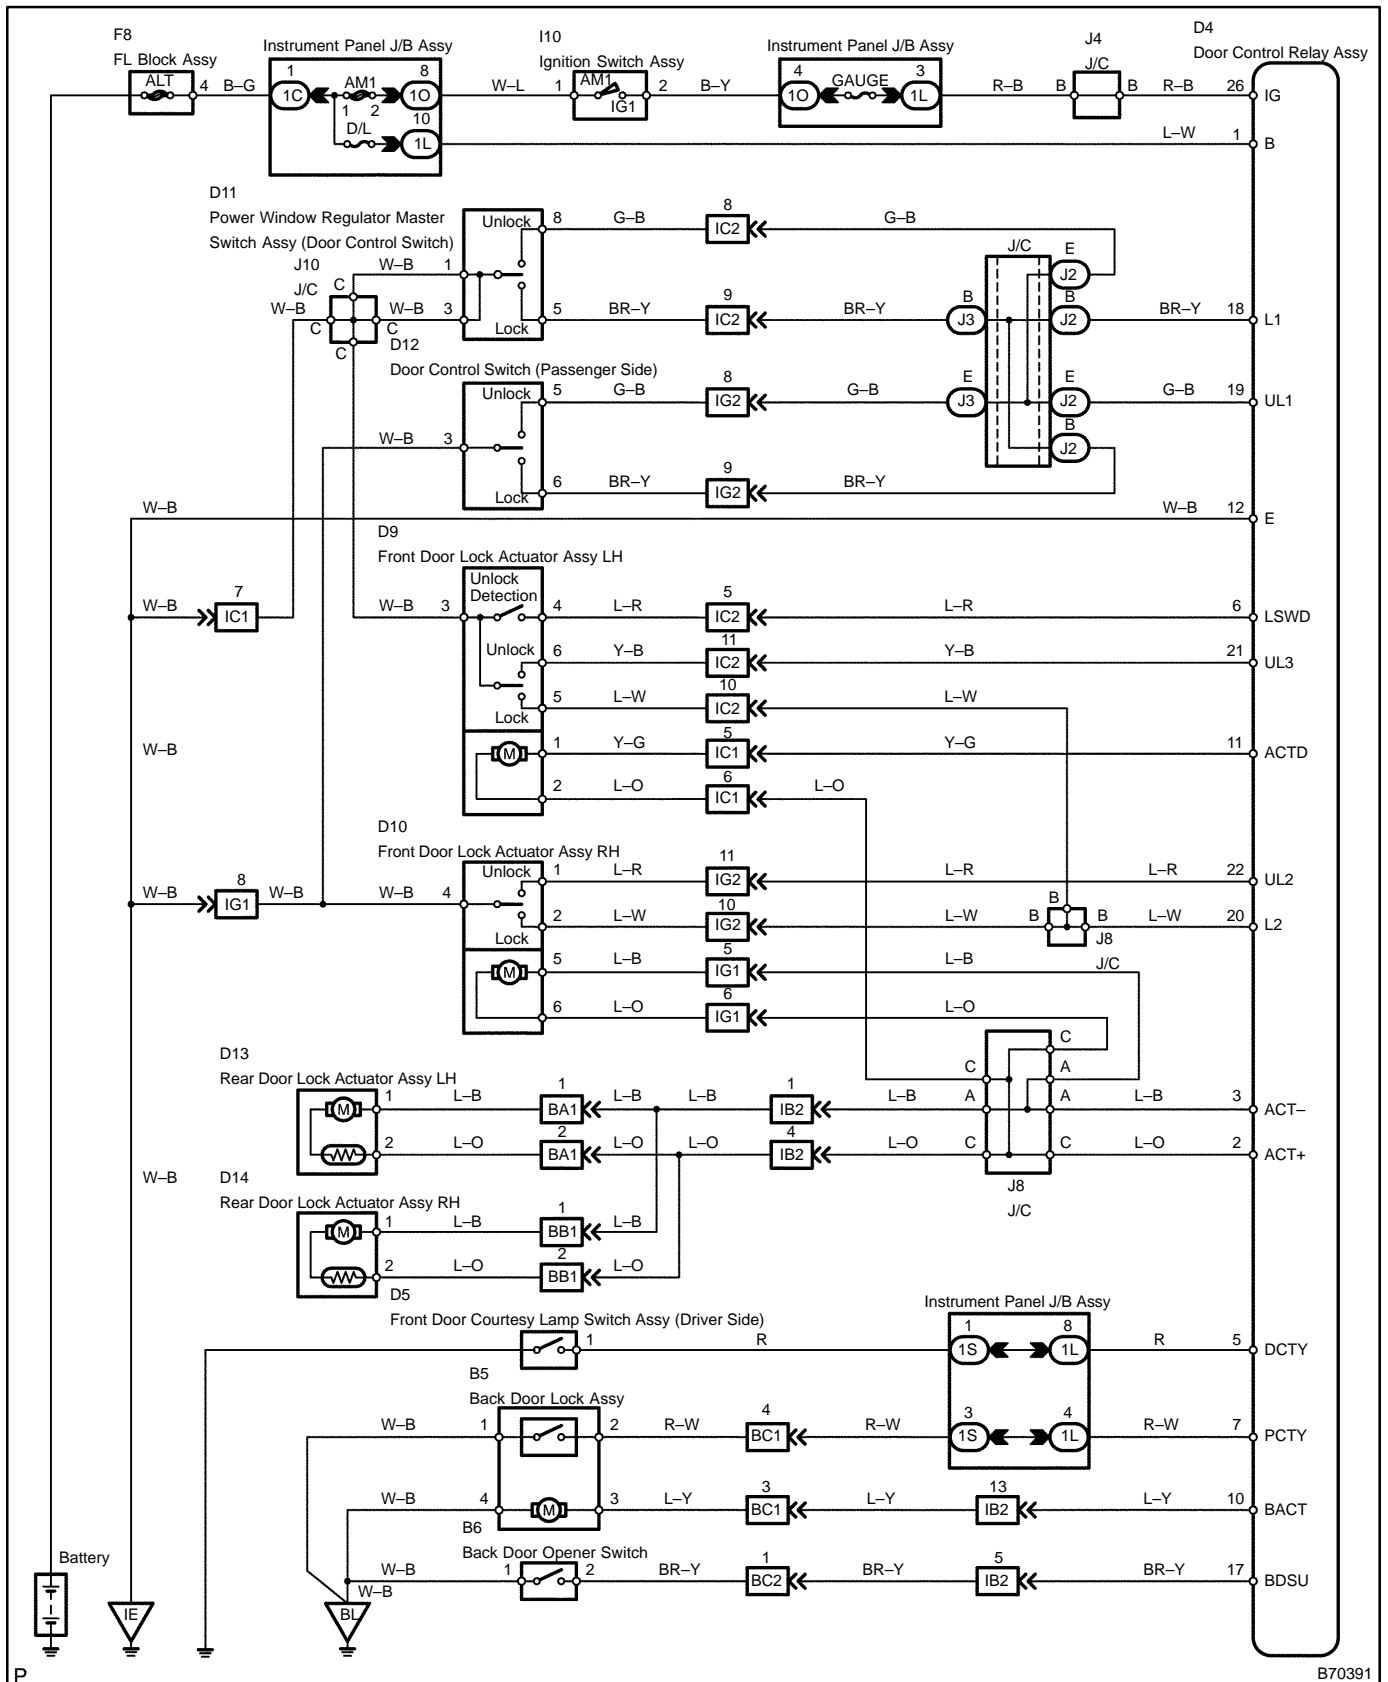 F8
FL Block Assy
ALT
4
B–G
Instrument Panel J/B Assy
1
1C
AM1
1 2
8
1O
D/L
10
1L
W–L
I10
Ignition Switch Assy
1
AM1
IG1
2
B–Y
Instrument Panel J/B Assy
4
1O
GAUGE
3
1L
R–B
J4
J/C
B
B
R–B
D4
Door Control Relay Assy
26
IG
L–W
1
B
D11
Power Window Regulator Master
Switch Assy (Door Control Switch)
Unlock
8
G–B
8
IC2
G–B
J10
J/C
C
W–B
1
W–B
C
W–B
C
3
C
Lock
5
BR–Y
9
IC2
BR–Y
J/C
E
J2
B
J3
B
J2
BR–Y
18
L1
D12
Door Control Switch (Passenger Side)
Unlock
5
G–B
8
IG2
G–B
E
J3
E
J2
G–B
19
UL1
W–B
3
B
J2
Lock
6
BR–Y
9
IG2
BR–Y
W–B
W–B
12
E
D9
Front Door Lock Actuator Assy LH
Unlock
Detection
W–B
7
IC1
W–B
3
4
L–R
5
IC2
L–R
6
LSWD
Unlock
6
Y–B
11
IC2
Y–B
21
UL3
5
L–W
10
IC2
L–W
Lock
W–B
M
1
Y–G
5
IC1
Y–G
11
ACTD
2
L–O
6
IC1
L–O
D10
Front Door Lock Actuator Assy RH
Unlock
1
L–R
11
IG2
L–R
L–R
22
UL2
W–B
8
IG1
W–B
W–B
4
2
L–W
10
IG2
L–W
B
B
B
L–W
20
L2
Lock
J8
J/C
M
5
L–B
5
IG1
L–B
6
L–O
6
IG1
L–O
C
D13
Rear Door Lock Actuator Assy LH
C
A
M
1
L–B
1
BA1
L–B
L–B
1
IB2
L–B
A
A
L–B
3
ACT–
2
L–O
2
BA1
L–O
L–O
4
IB2
L–O
C
C
L–O
2
ACT+
W–B
D14
J8
J/C
Rear Door Lock Actuator Assy RH
M
1
L–B
1
BB1
L–B
2
L–O
2
BB1
L–O
D5
Front Door Courtesy Lamp Switch Assy (Driver Side)
Instrument Panel J/B Assy
1
R
1
1S
8
1L
R
5
DCTY
B5
Back Door Lock Assy
W–B
1
2
R–W
4
BC1
R–W
3
1S
4
1L
R–W
7
PCTY
W–B
4
M
3
L–Y
3
BC1
L–Y
13
IB2
L–Y
10
BACT
B6
Back Door Opener Switch
Battery
W–B
1
2
BR–Y
1
BC2
BR–Y
5
IB2
BR–Y
17
BDSU
W–B
IE
BL
P
B70391